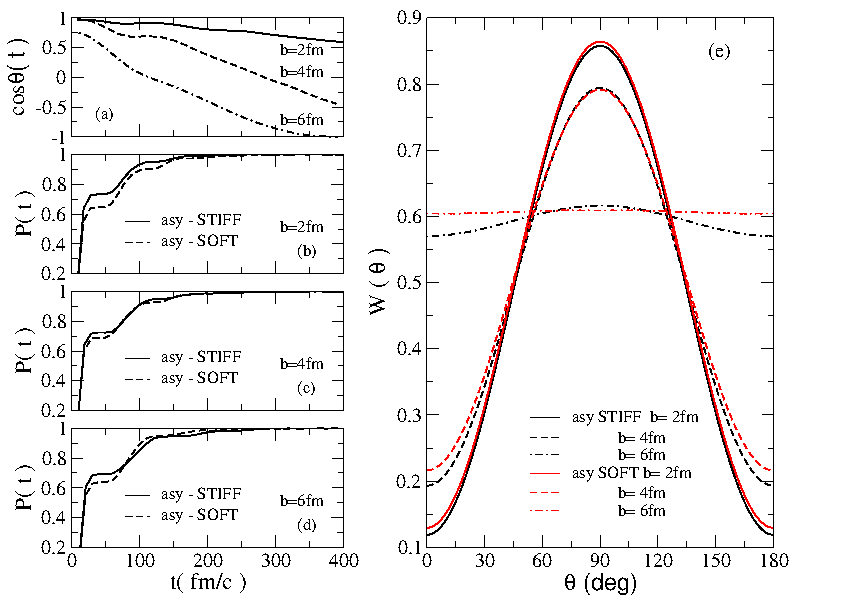 cosθ( t )
1
0.5
0
-0.5
-1
b=2fm
b=4fm
b=6fm
(a)
P( t )
1
0.8
0.6
0.4
0.2
asy - STIFF
asy - SOFT
b=2fm
(b)
P( t )
1
0.8
0.6
0.4
0.2
asy - STIFF
asy - SOFT
b=4fm
(c)
P( t )
1
0.8
0.6
0.4
0.2
asy - STIFF
asy - SOFT
b=6fm
(d)
0 100 200 300 400
t( fm/c )
W ( θ )
0.9
0.8
0.7
0.6
0.5
0.4
0.3
0.2
0.1
(e)
asy STIFF b= 2fm
b= 4fm
b= 6fm
asy SOFT b= 2fm
b= 4fm
b= 6fm
0 30 60 90 120 150 180
θ (deg)